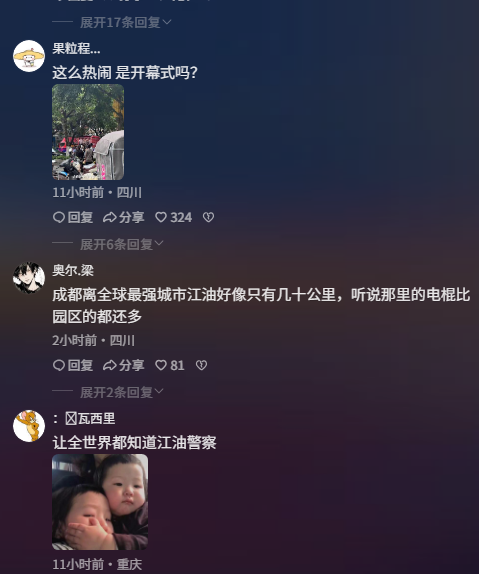 展开17条回复
果粒程...
这么热闹 是开幕式吗？
11小时前·四川
回复 分享 324
展开6条回复
奥尔.梁
成都离全球最强城市江油好像只有几十公里，听说那里的电棍比
园区的都还多
2小时前·四川
回复 分享 81
展开2条回复
：瓦西里
让全世界都知道江油警察
11小时前·重庆